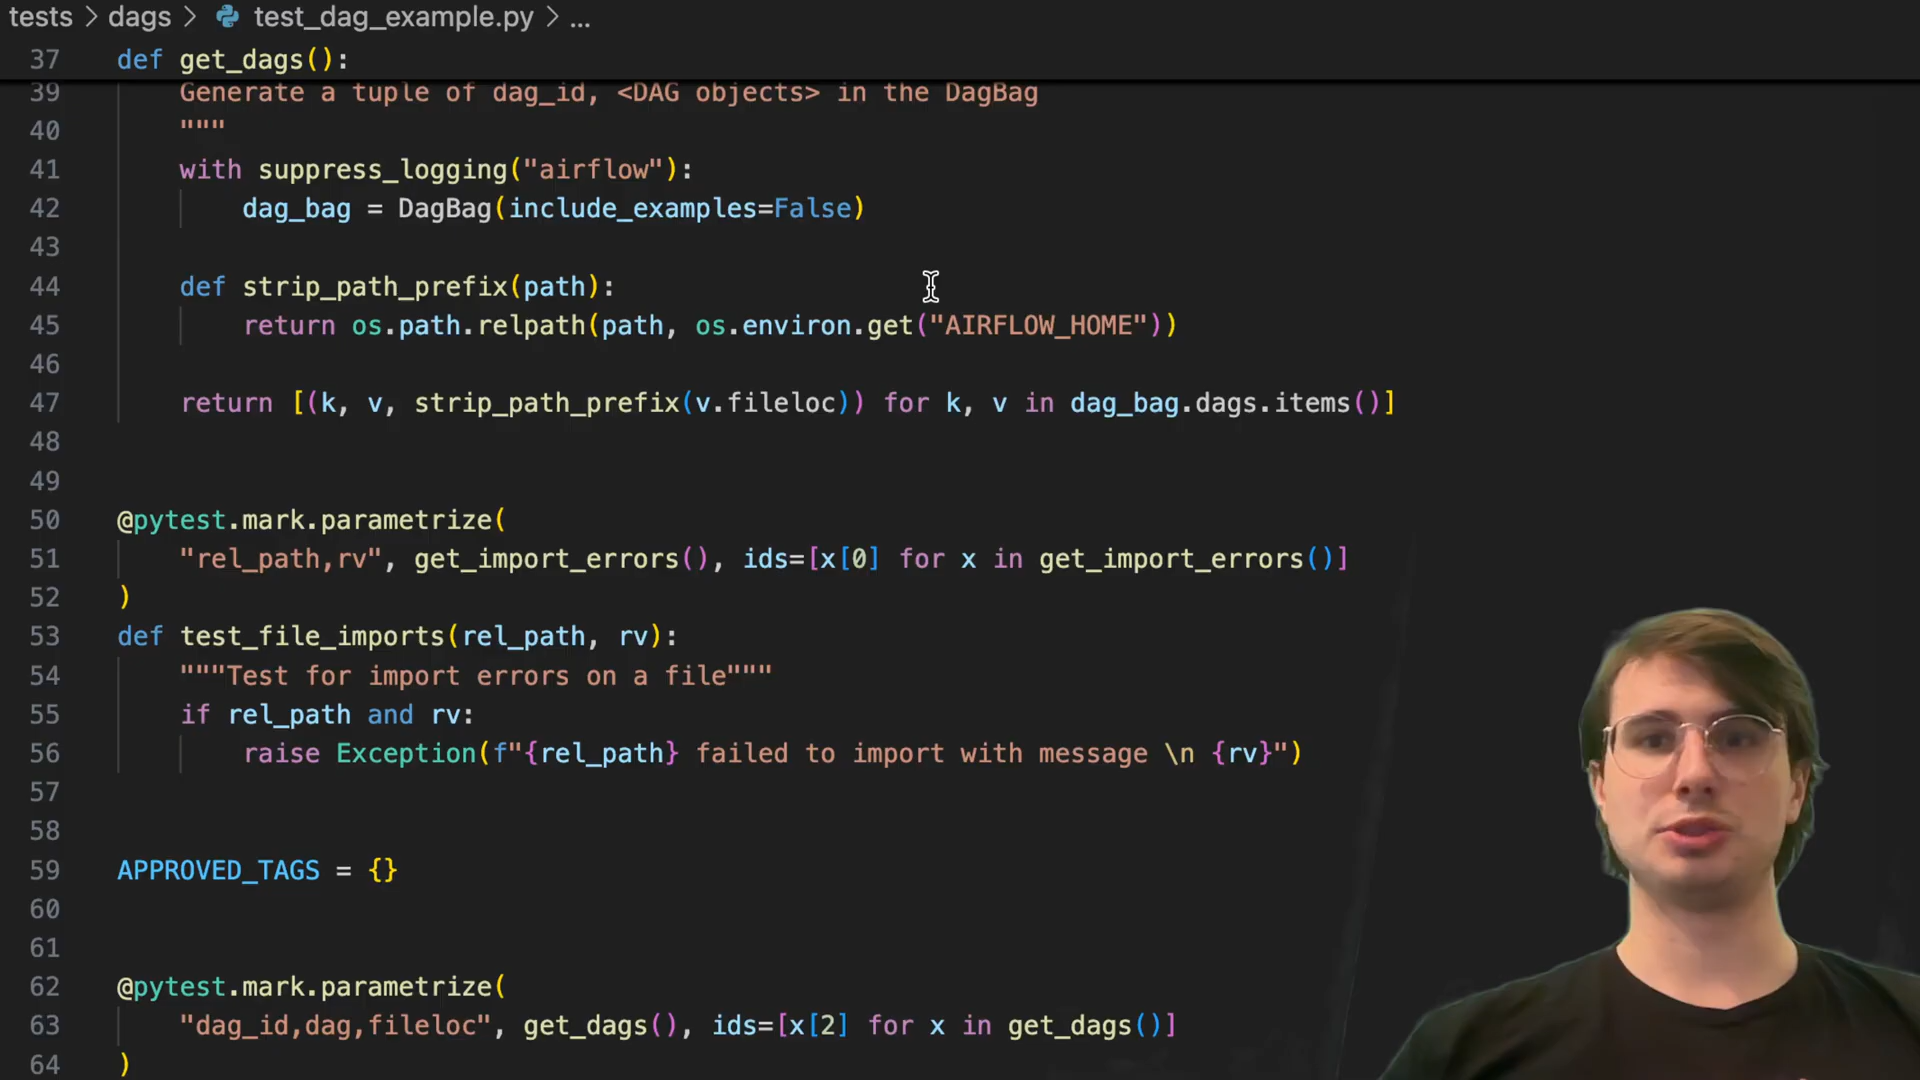 tests > dags > test_dag_example.py > ...
37 def get_dags():
39 Generate a tuple of dag_id, <DAG objects> in the DagBag
40 """
41 with suppress_logging("airflow"):
42 dag_bag = DagBag(include_examples=False)
43
44 def strip_path_prefix(path):
45 return os.path.relpath(path, os.environ.get("AIRFLOW_HOME"))
46
47 return [(k, v, strip_path_prefix(v.fileloc)) for k, v in dag_bag.dags.items()]
48
49
50 @pytest.mark.parametrize(
51 "rel_path,rv", get_import_errors(), ids=[x[0] for x in get_import_errors()]
52 )
53 def test_file_imports(rel_path, rv):
54 """Test for import errors on a file"""
55 if rel_path and rv:
56 raise Exception(f"{rel_path} failed to import with message \n {rv}")
57
58
59 APPROVED_TAGS = {}
60
61
62 @pytest.mark.parametrize(
63 "dag_id,dag,fileloc", get_dags(), ids=[x[2] for x in get_dags()]
64 )